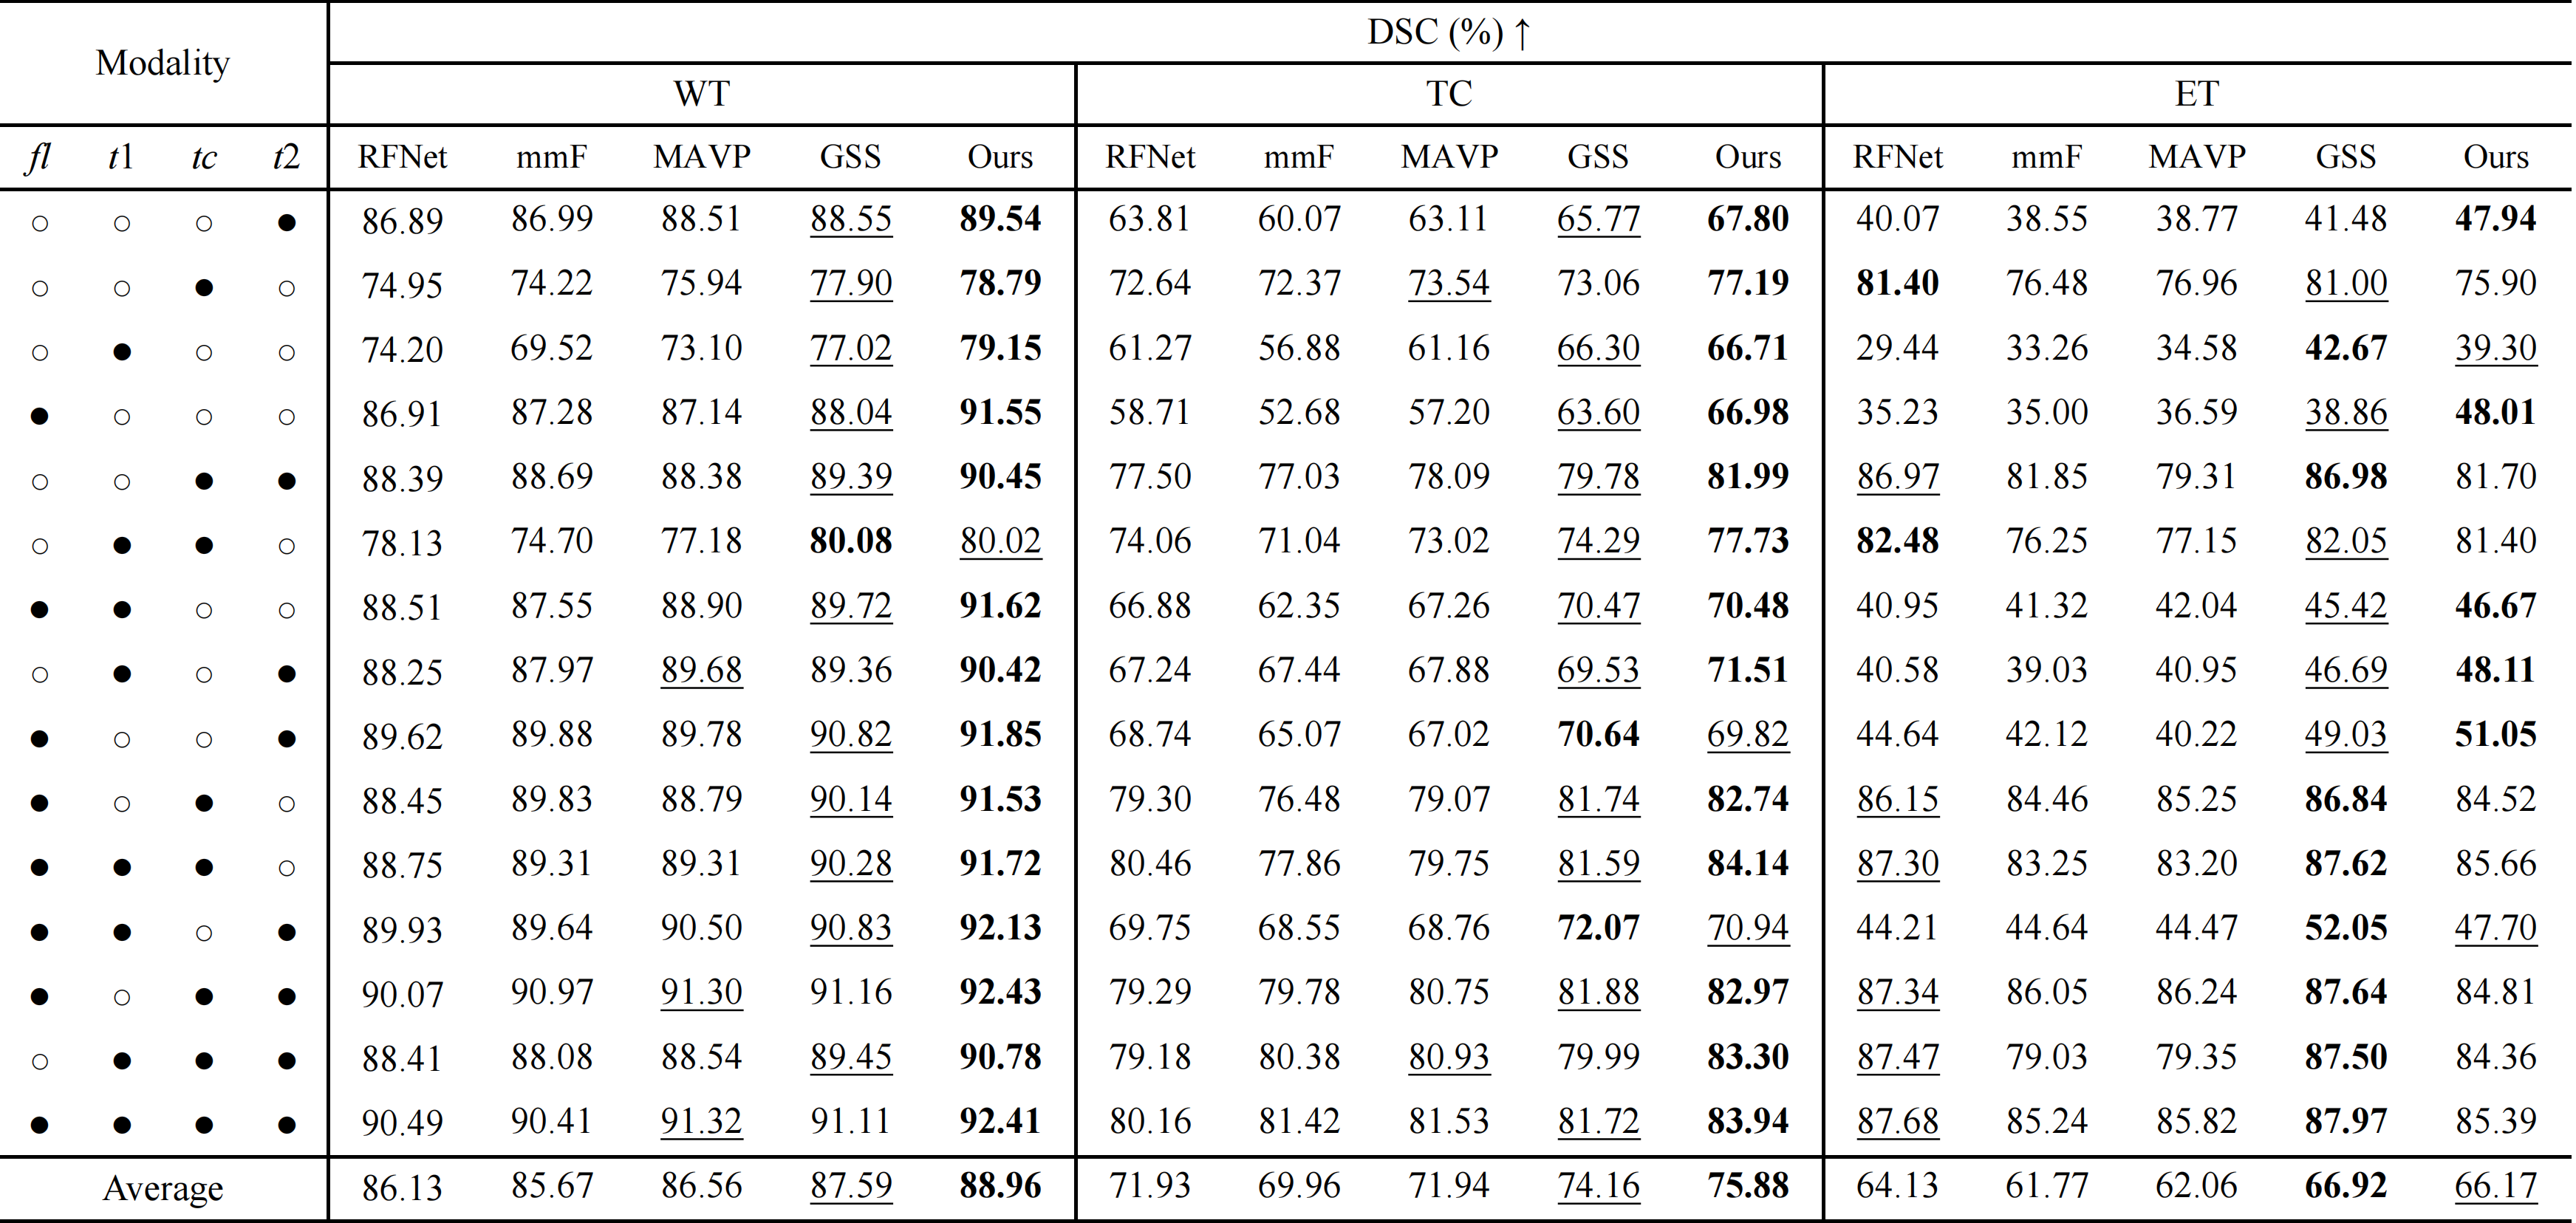 Modality DSC (%) ↑
WT TC ET
fl t1 tc t2 RFNet mmF MAVP GSS Ours RFNet mmF MAVP GSS Ours RFNet mmF MAVP GSS Ours
○ ○ ○ ● 86.89 86.99 88.51 88.55 89.54 63.81 60.07 63.11 65.77 67.80 40.07 38.55 38.77 41.48 47.94
○ ○ ● ○ 74.95 74.22 75.94 77.90 78.79 72.64 72.37 73.54 73.06 77.19 81.40 76.48 76.96 81.00 75.90
○ ● ○ ○ 74.20 69.52 73.10 77.02 79.15 61.27 56.88 61.16 66.30 66.71 29.44 33.26 34.58 42.67 39.30
● ○ ○ ○ 86.91 87.28 87.14 88.04 91.55 58.71 52.68 57.20 63.60 66.98 35.23 35.00 36.59 38.86 48.01
○ ○ ● ● 88.39 88.69 88.38 89.39 90.45 77.50 77.03 78.09 79.78 81.99 86.97 81.85 79.31 86.98 81.70
○ ● ● ○ 78.13 74.70 77.18 80.08 80.02 74.06 71.04 73.02 74.29 77.73 82.48 76.25 77.15 82.05 81.40
● ● ○ ○ 88.51 87.55 88.90 89.72 91.62 66.88 62.35 67.26 70.47 70.48 40.95 41.32 42.04 45.42 46.67
○ ● ○ ● 88.25 87.97 89.68 89.36 90.42 67.24 67.44 67.88 69.53 71.51 40.58 39.03 40.95 46.69 48.11
● ○ ○ ● 89.62 89.88 89.78 90.82 91.85 68.74 65.07 67.02 70.64 69.82 44.64 42.12 40.22 49.03 51.05
● ○ ● ○ 88.45 89.83 88.79 90.14 91.53 79.30 76.48 79.07 81.74 82.74 86.15 84.46 85.25 86.84 84.52
● ● ● ○ 88.75 89.31 89.31 90.28 91.72 80.46 77.86 79.75 81.59 84.14 87.30 83.25 83.20 87.62 85.66
● ● ○ ● 89.93 89.64 90.50 90.83 92.13 69.75 68.55 68.76 72.07 70.94 44.21 44.64 44.47 52.05 47.70
● ○ ● ● 90.07 90.97 91.30 91.16 92.43 79.29 79.78 80.75 81.88 82.97 87.34 86.05 86.24 87.64 84.81
○ ● ● ● 88.41 88.08 88.54 89.45 90.78 79.18 80.38 80.93 79.99 83.30 87.47 79.03 79.35 87.50 84.36
● ● ● ● 90.49 90.41 91.32 91.11 92.41 80.16 81.42 81.53 81.72 83.94 87.68 85.24 85.82 87.97 85.39
Average 86.13 85.67 86.56 87.59 88.96 71.93 69.96 71.94 74.16 75.88 64.13 61.77 62.06 66.92 66.17